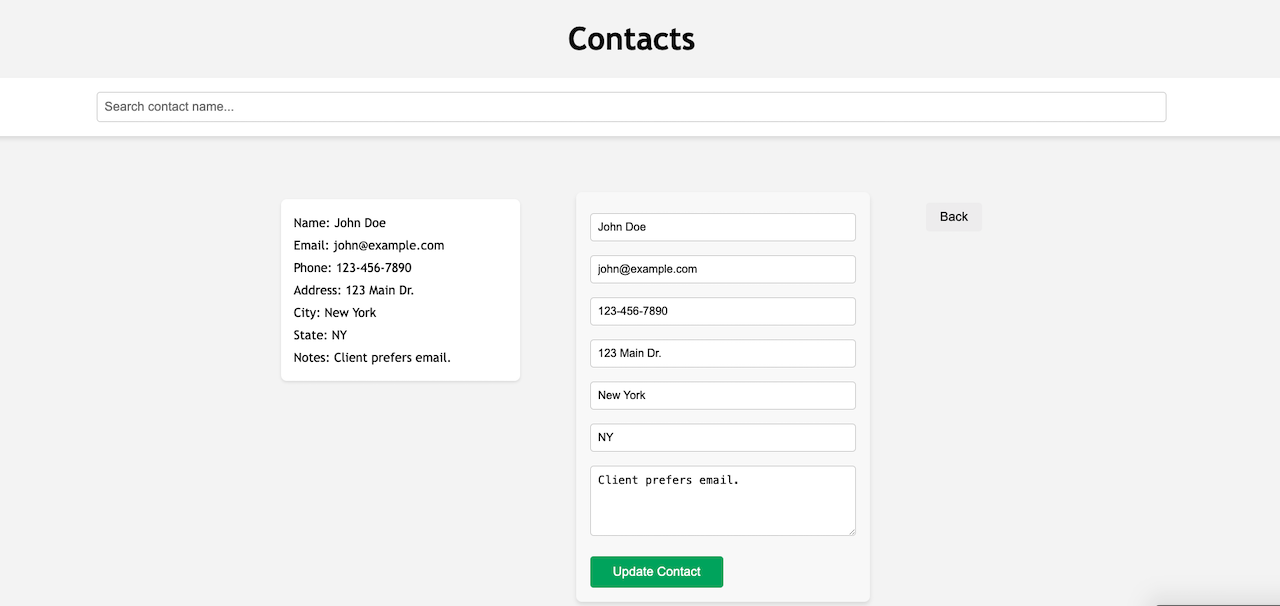 Contacts
Search contact name...
Name: John Doe
Email: john@example.com
Phone: 123-456-7890
Address: 123 Main Dr.
City: New York
State: NY
Notes: Client prefers email.
John Doe
john@example.com
123-456-7890
123 Main Dr.
New York
NY
Client prefers email.
Update Contact
Back